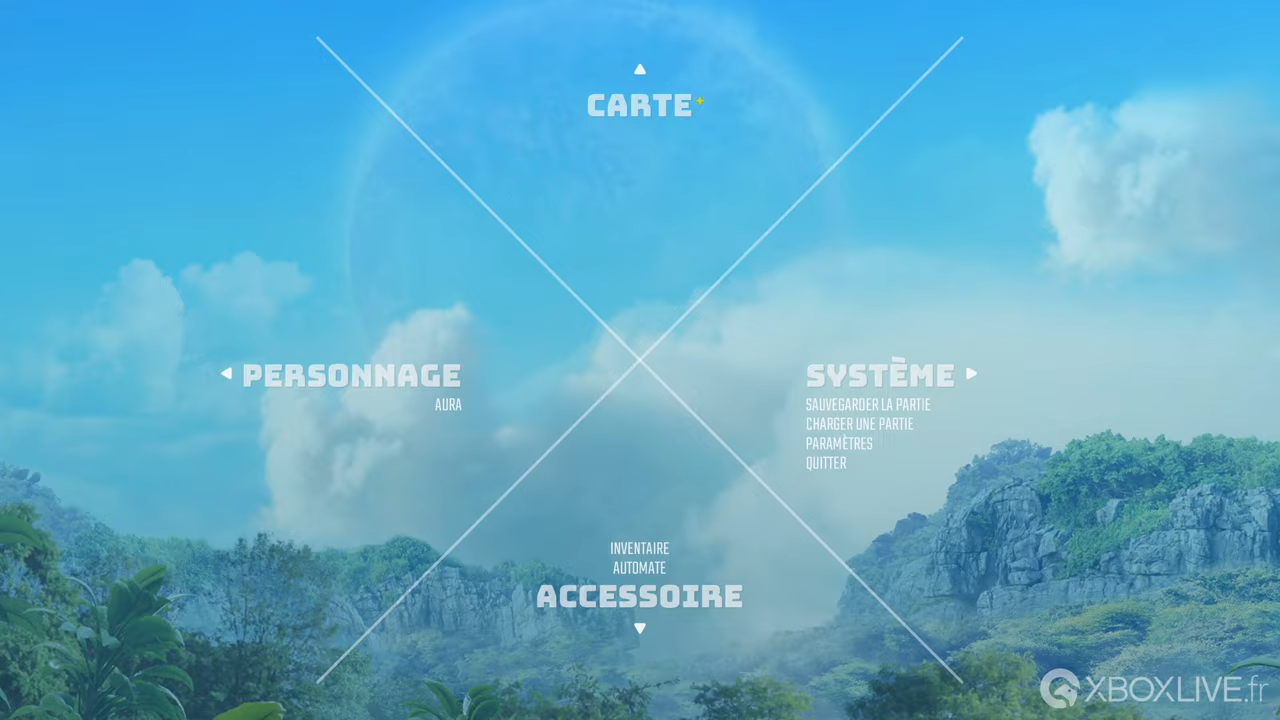 CARTE+
PERSONNAGE
AURA
SYSTÈME
SAUVEGARDER LA PARTIE
CHARGER UNE PARTIE
PARAMÈTRES
QUITTER
INVENTAIRE
AUTOMATE
ACCESSOIRE
XBOXLIVE.fr